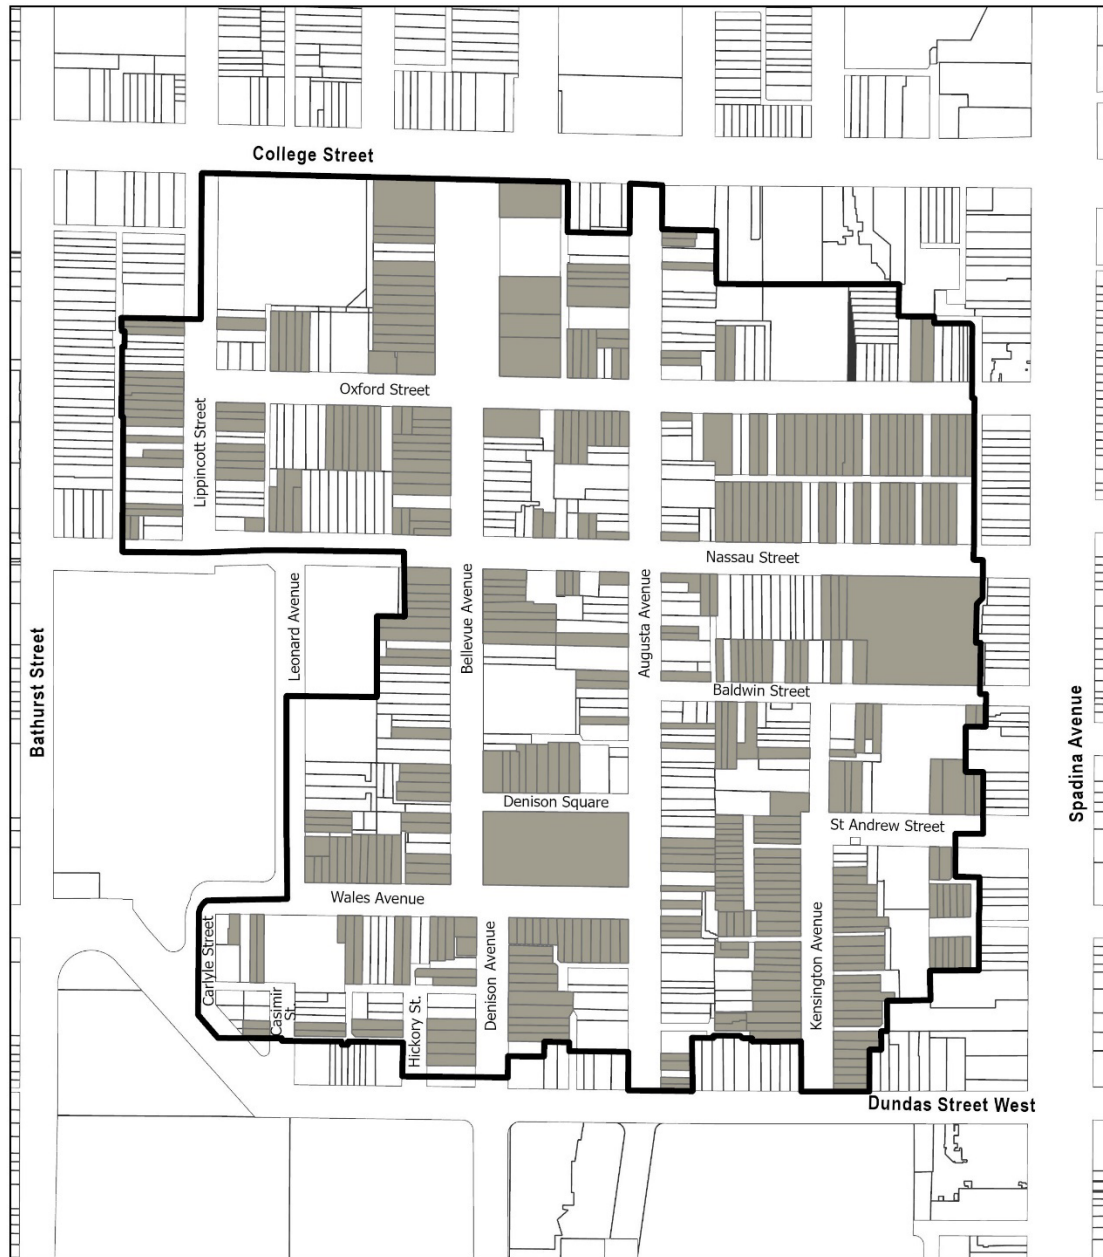 College Street
Oxford Street
Lippincott Street
Nassau Street
Leonard Avenue
Bellevue Avenue
Augusta Avenue
Baldwin Street
Bathurst Street
Spadina Avenue
Denison Square
St Andrew Street
Wales Avenue
Carlyle Street
Casimir
St.
Hickory St.
Denison Avenue
Kensington Avenue
Dundas Street West